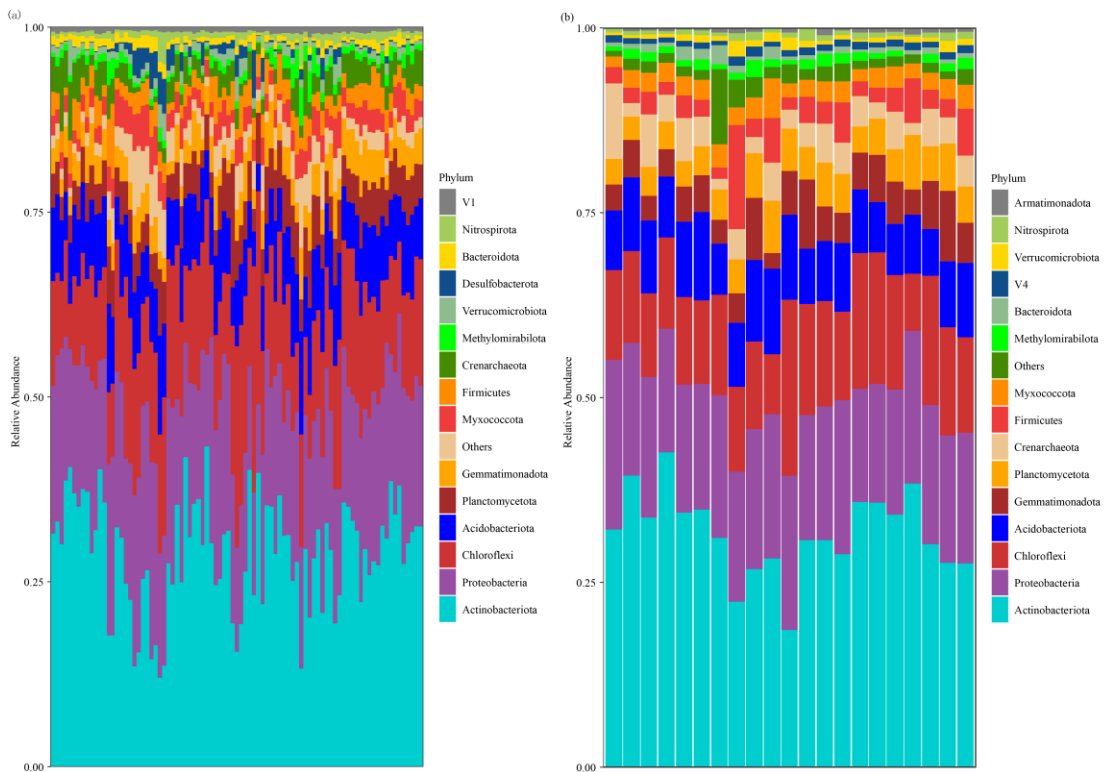 (a)
1.00
0.75
0.50
0.25
0.00
Relative Abundance
Phylum
V1
Nitrospirota
Bacteroidota
Desulfobacterota
Verrucomicrobiota
Methylomirabilota
Crenarchaeota
Firmicutes
Myxococcota
Others
Gemmatimonadota
Planctomycetota
Acidobacteriota
Chloroflexi
Proteobacteria
Actinobacteriota
(b)
1.00
0.75
0.50
0.25
0.00
Relative Abundance
Phylum
Armatimonadota
Nitrospirota
Verrucomicrobiota
V4
Bacteroidota
Methylomirabilota
Others
Myxococcota
Firmicutes
Crenarchaeota
Planctomycetota
Gemmatimonadota
Acidobacteriota
Chloroflexi
Proteobacteria
Actinobacteriota